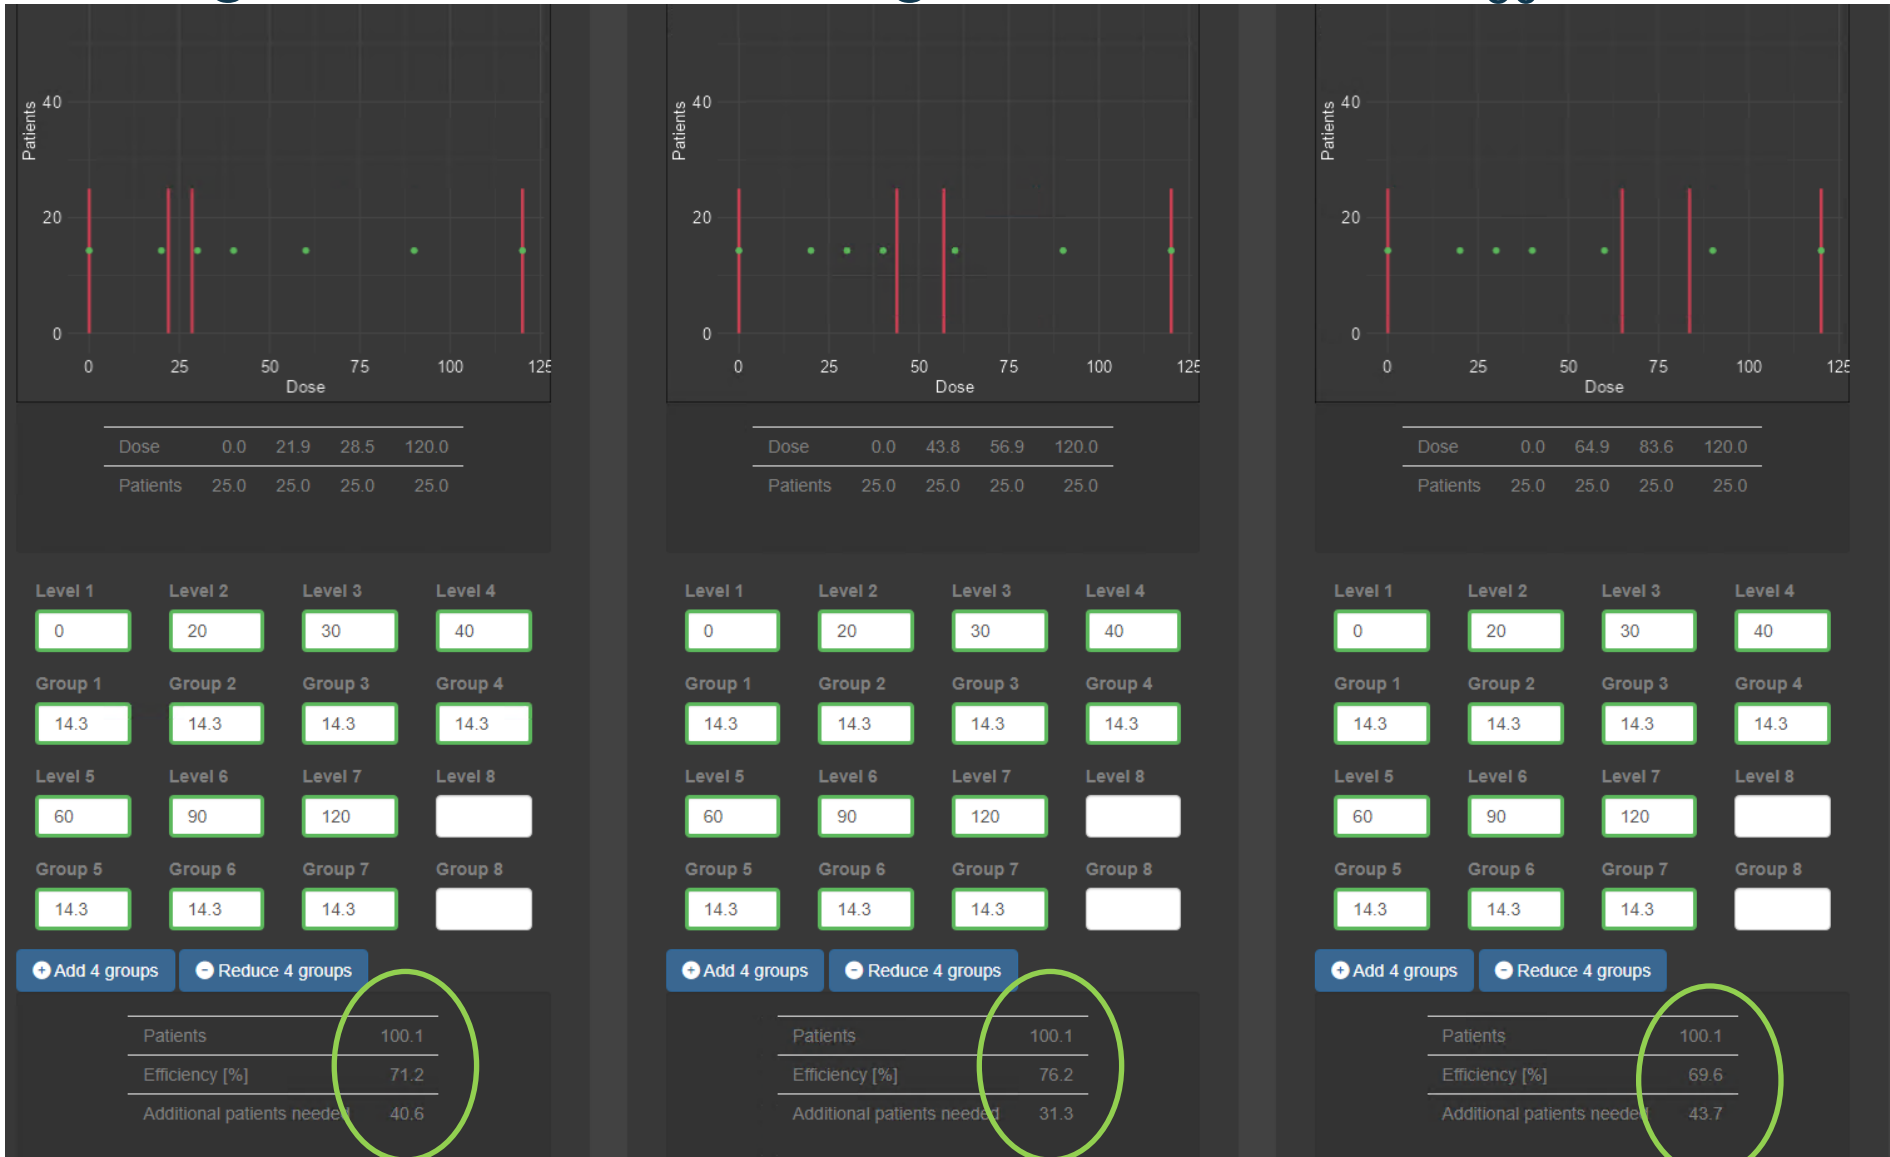 Patients
40
20
0
0 25 50 75 100 125
Dose
Dose 0.0 21.9 28.5 120.0
Patients 25.0 25.0 25.0 25.0
Level 1 Level 2 Level 3 Level 4
0 20 30 40
Group 1 Group 2 Group 3 Group 4
14.3 14.3 14.3 14.3
Level 5 Level 6 Level 7 Level 8
60 90 120
Group 5 Group 6 Group 7 Group 8
14.3 14.3 14.3
Add 4 groups Reduce 4 groups
Patients 100.1
Efficiency [%] 71.2
Additional patients needed 40.6
Patients
40
20
0
0 25 50 75 100 125
Dose
Dose 0.0 43.8 56.9 120.0
Patients 25.0 25.0 25.0 25.0
Level 1 Level 2 Level 3 Level 4
0 20 30 40
Group 1 Group 2 Group 3 Group 4
14.3 14.3 14.3 14.3
Level 5 Level 6 Level 7 Level 8
60 90 120
Group 5 Group 6 Group 7 Group 8
14.3 14.3 14.3
Add 4 groups Reduce 4 groups
Patients 100.1
Efficiency [%] 76.2
Additional patients needed 31.3
Patients
40
20
0
0 25 50 75 100 125
Dose
Dose 0.0 64.9 83.6 120.0
Patients 25.0 25.0 25.0 25.0
Level 1 Level 2 Level 3 Level 4
0 20 30 40
Group 1 Group 2 Group 3 Group 4
14.3 14.3 14.3 14.3
Level 5 Level 6 Level 7 Level 8
60 90 120
Group 5 Group 6 Group 7 Group 8
14.3 14.3 14.3
Add 4 groups Reduce 4 groups
Patients 100.1
Efficiency [%] 69.6
Additional patients needed 43.7